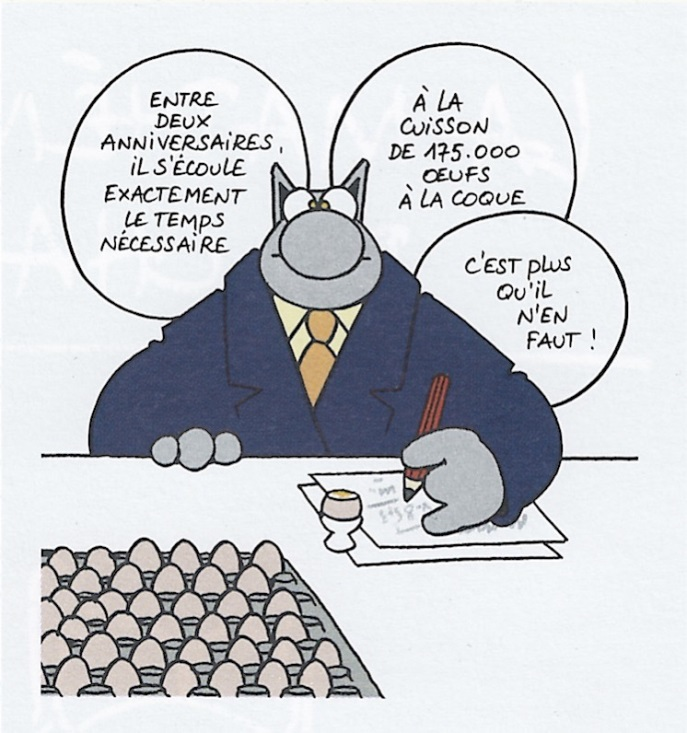 ENTRE
DEUX
ANNIVERSAIRES,
IL S'ÉCOULE
EXACTEMENT
LE TEMPS
NÉCESSAIRE
À LA
CUISSON
DE 175.000
OEUFS
À LA COQUE
C'EST PLUS
QU'IL
N'EN
FAUT !